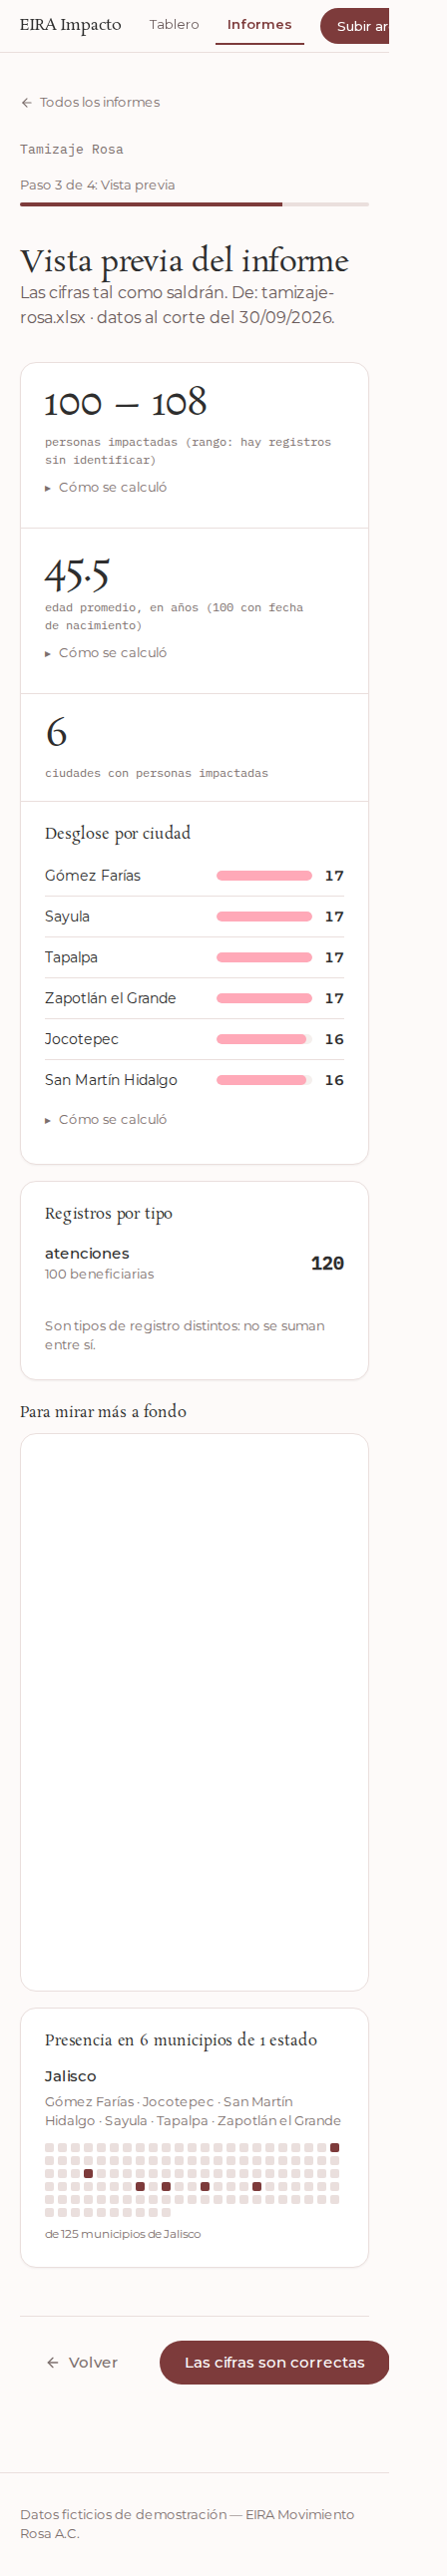 EIRA Impacto Tablero Informes Subir ar
← Todos los informes
Tamizaje Rosa
Paso 3 de 4: Vista previa
Vista previa del informe
Las cifras tal como saldrán. De: tamizaje-
rosa.xlsx · datos al corte del 30/09/2026.
100 – 108
personas impactadas (rango: hay registros
sin identificar)
▸ Cómo se calculó
45.5
edad promedio, en años (100 con fecha
de nacimiento)
▸ Cómo se calculó
6
ciudades con personas impactadas
Desglose por ciudad
Gómez Farías 17
Sayula 17
Tapalpa 17
Zapotlán el Grande 17
Jocotepec 16
San Martín Hidalgo 16
▸ Cómo se calculó
Registros por tipo
atenciones 120
100 beneficiarias
Son tipos de registro distintos: no se suman
entre sí.
Para mirar más a fondo
Presencia en 6 municipios de 1 estado
Jalisco
Gómez Farías · Jocotepec · San Martín
Hidalgo · Sayula · Tapalpa · Zapotlán el Grande
de 125 municipios de Jalisco
← Volver Las cifras son correctas
Datos ficticios de demostración — EIRA Movimiento
Rosa A.C.